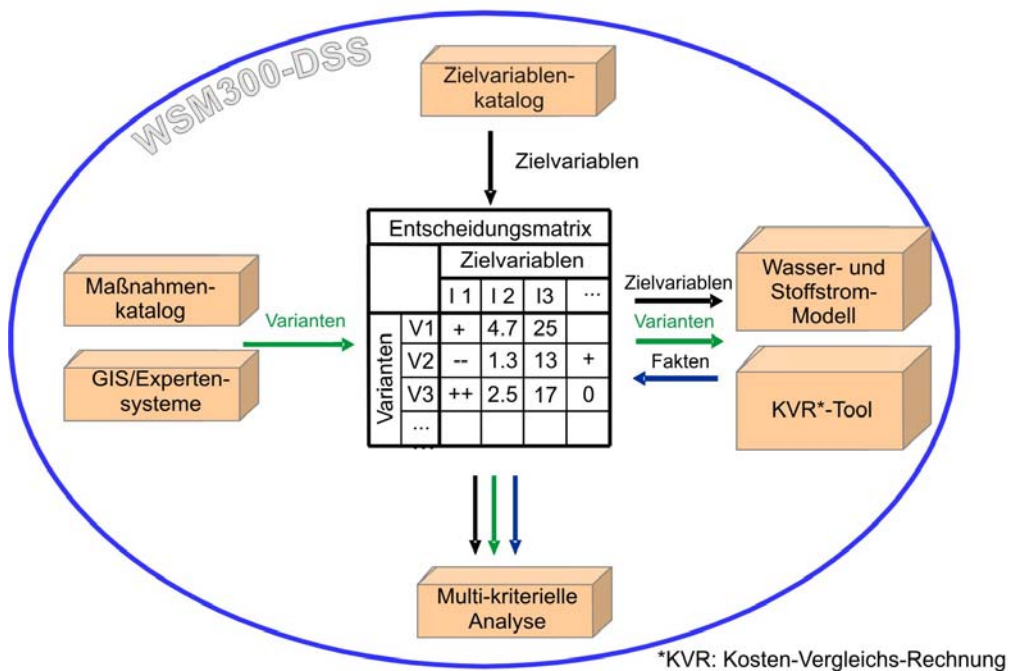 WSM300-DSS
Zielvariablen-
katalog
Zielvariablen
Entscheidungsmatrix
Zielvariablen
I 1 I 2 I3 ...
Varianten
V1 + 4.7 25
V2 -- 1.3 13 +
V3 ++ 2.5 17 0
...
...
Maßnahmen-
katalog
GIS/Experten-
systeme
Varianten
Zielvariablen
Varianten
Fakten
Wasser- und
Stoffstrom-
Modell
KVR*-Tool
Multi-kriterielle
Analyse
*KVR: Kosten-Vergleichs-Rechnung